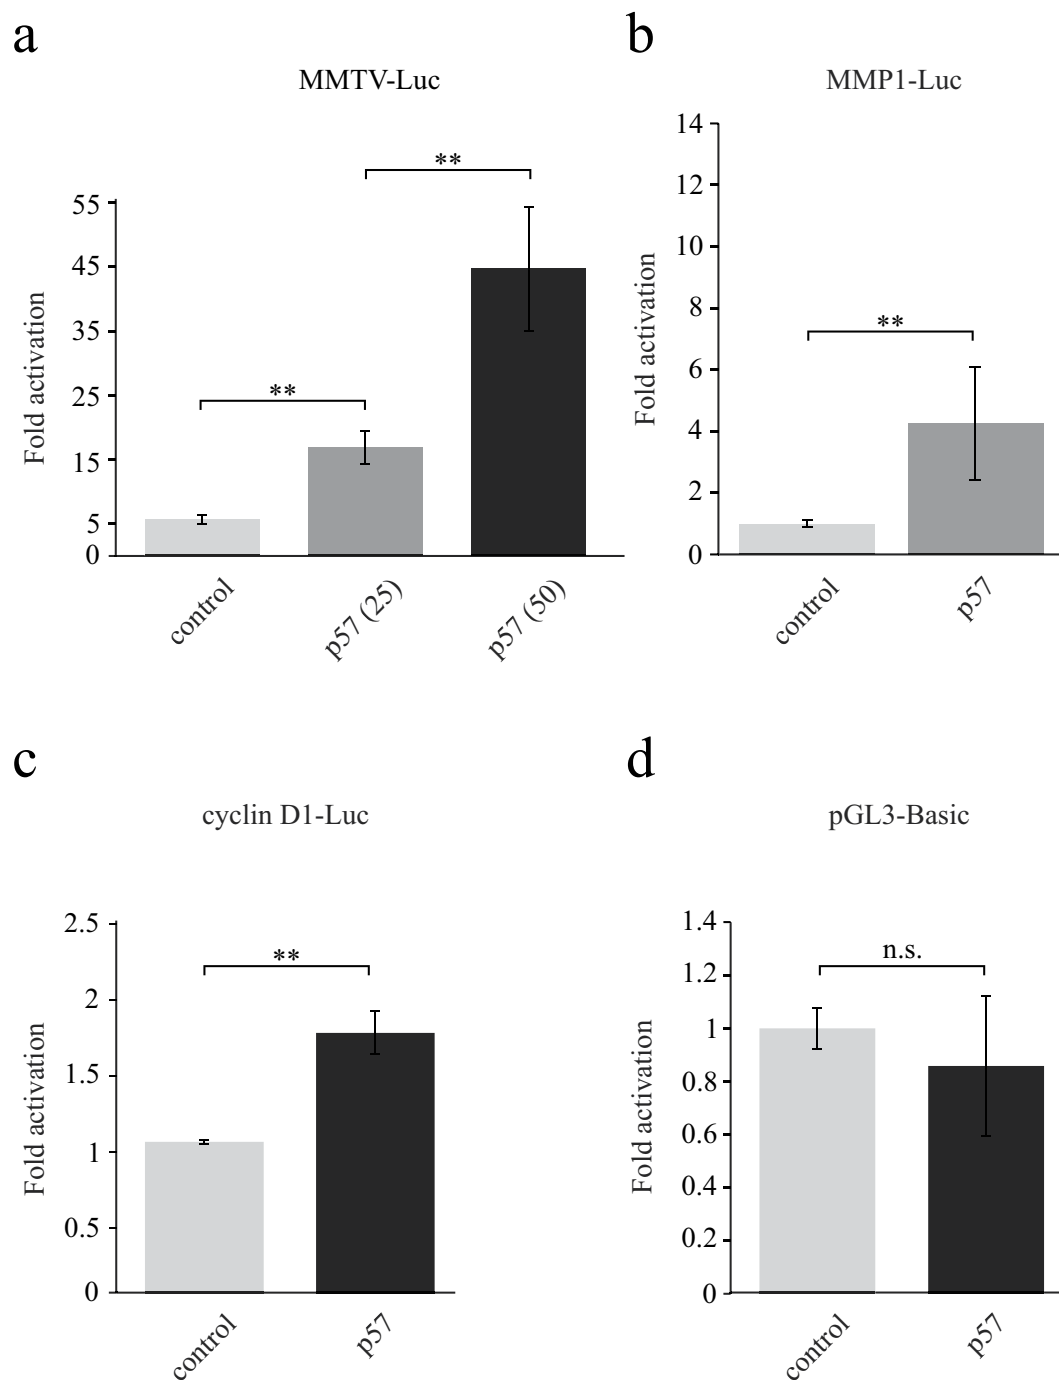 a
MMTV-Luc
Fold activation
55
45
35
25
15
5
0
**
**
control
p57 (25)
p57 (50)
b
MMP1-Luc
Fold activation
14
12
10
8
6
4
2
0
**
control
p57
c
cyclin D1-Luc
Fold activation
2.5
2
1.5
1
0.5
0
**
control
p57
d
pGL3-Basic
Fold activation
1.4
1.2
1
0.8
0.6
0.4
0.2
0
n.s.
control
p57